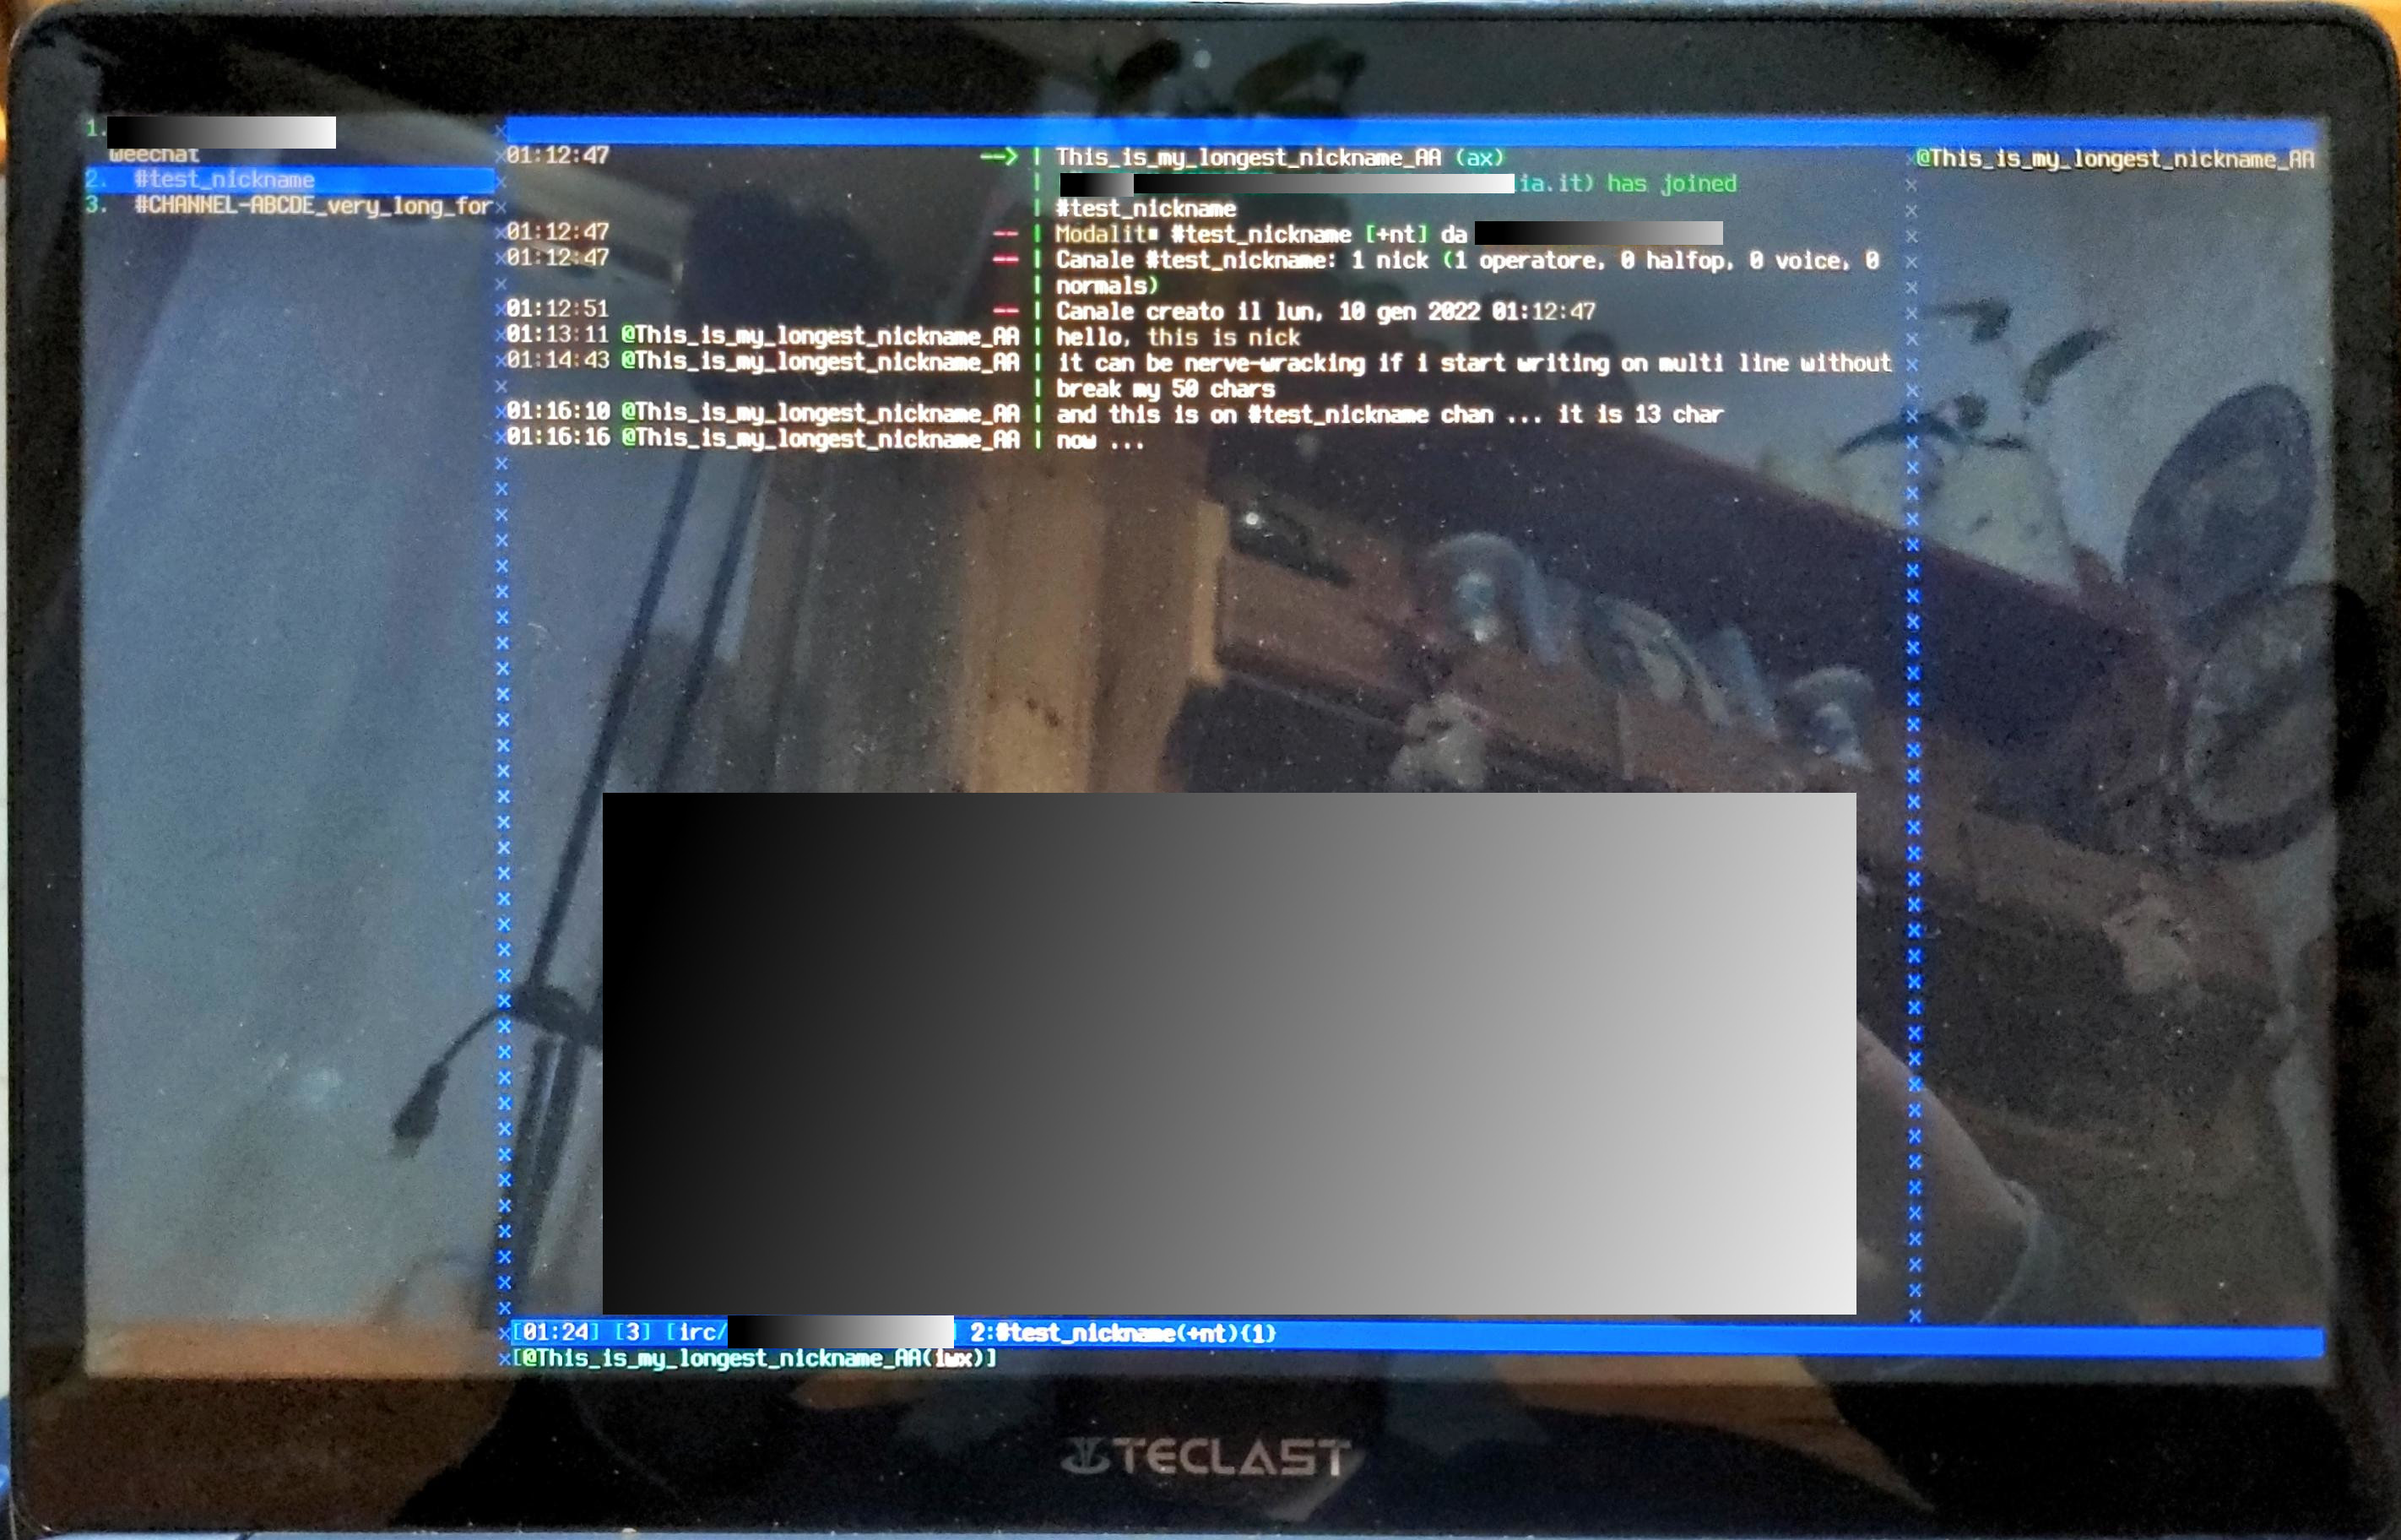 1.
weechat
2. #test_nickname
3. #CHANNEL-ABCDE_very_long_for
01:12:47 --> | This_is_my_longest_nickname_AA (ax)
| ia.it) has joined
| #test_nickname
01:12:47 -- | Modalit■ #test_nickname [+nt] da
01:12:47 -- | Canale #test_nickname: 1 nick (1 operatore, 0 halfop, 0 voice, 0
| normals)
01:12:51 -- | Canale creato il lun, 10 gen 2022 01:12:47
01:13:11 @This_is_my_longest_nickname_AA | hello, this is nick
01:14:43 @This_is_my_longest_nickname_AA | it can be nerve-wracking if i start writing on multi line without
| break my 50 chars
01:16:10 @This_is_my_longest_nickname_AA | and this is on #test_nickname chan ... it is 13 char
01:16:16 @This_is_my_longest_nickname_AA | now ...
@This_is_my_longest_nickname_AA
[01:24] [3] [irc/ 2:#test_nickname(+nt){1}
[@This_is_my_longest_nickname_AA(iwx)]
TECLAST